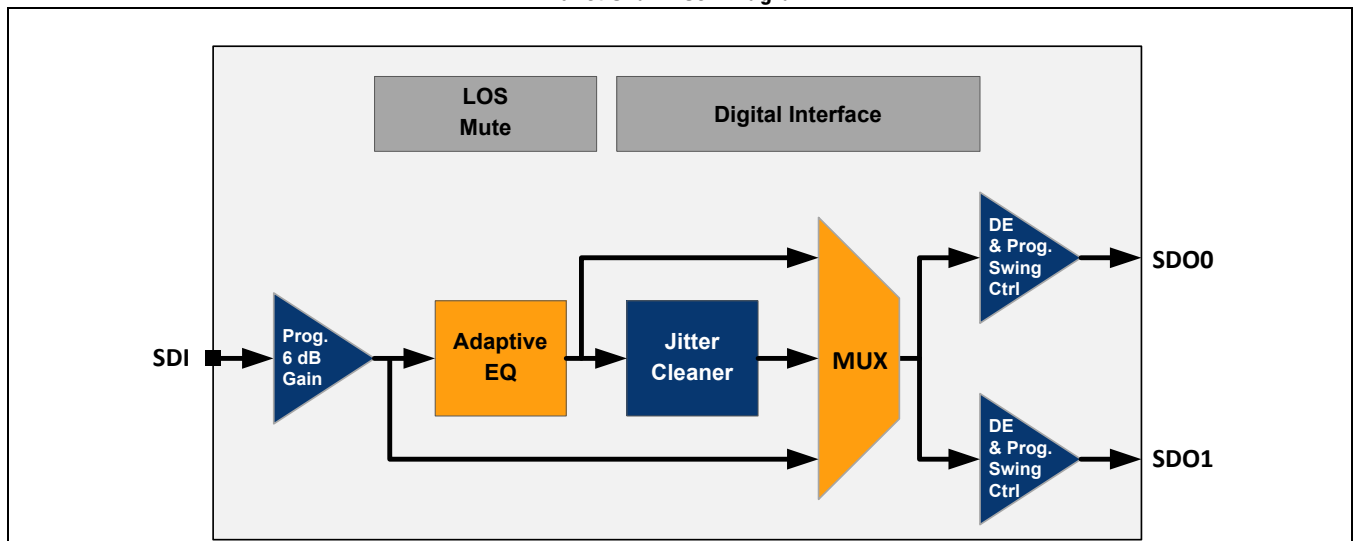 LOS
Mute
Digital Interface
DE
& Prog.
Swing
Ctrl
SDO0
SDI
Prog.
6 dB
Gain
Adaptive
EQ
Jitter
Cleaner
MUX
DE
& Prog.
Swing
Ctrl
SDO1